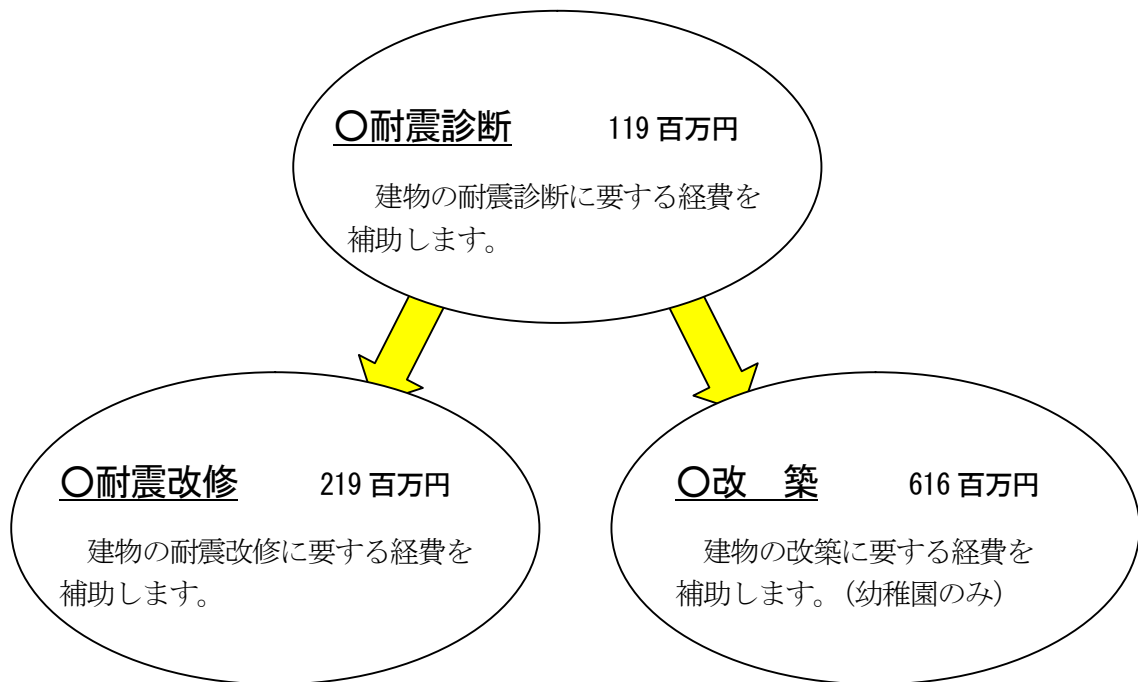 〇耐震診断　　119 百万円
建物の耐震診断に要する経費を
補助します。
〇耐震改修　　219 百万円
建物の耐震改修に要する経費を
補助します。
〇改　築　　616 百万円
建物の改築に要する経費を
補助します。（幼稚園のみ）